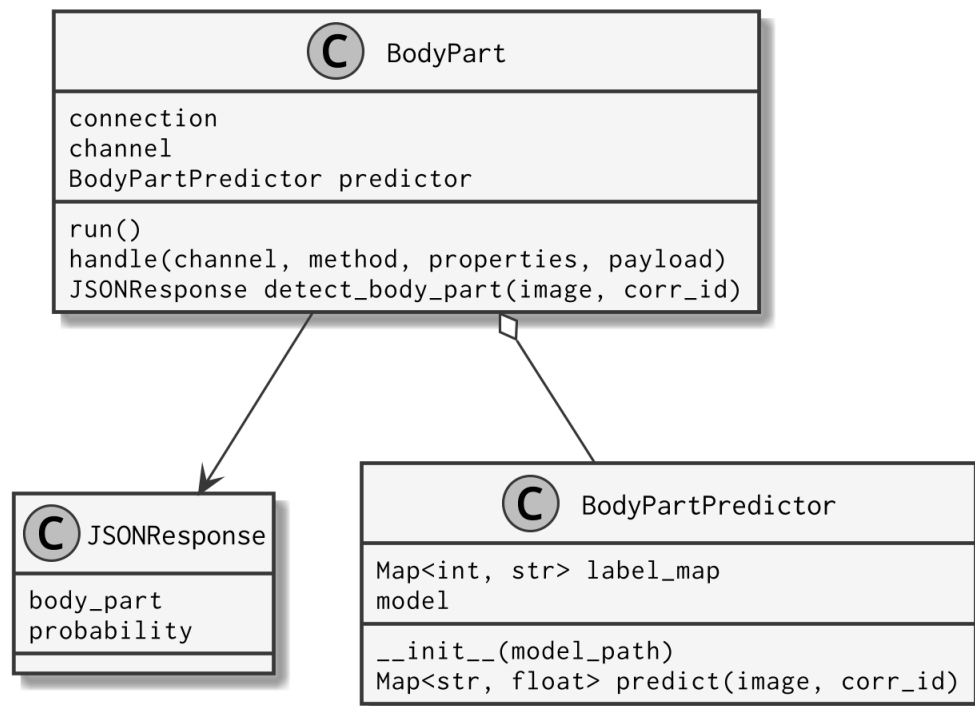 C BodyPart
connection
channel
BodyPartPredictor predictor
run()
handle(channel, method, properties, payload)
JSONResponse detect_body_part(image, corr_id)
C JSONResponse
body_part
probability
C BodyPartPredictor
Map<int, str> label_map
model
__init__(model_path)
Map<str, float> predict(image, corr_id)